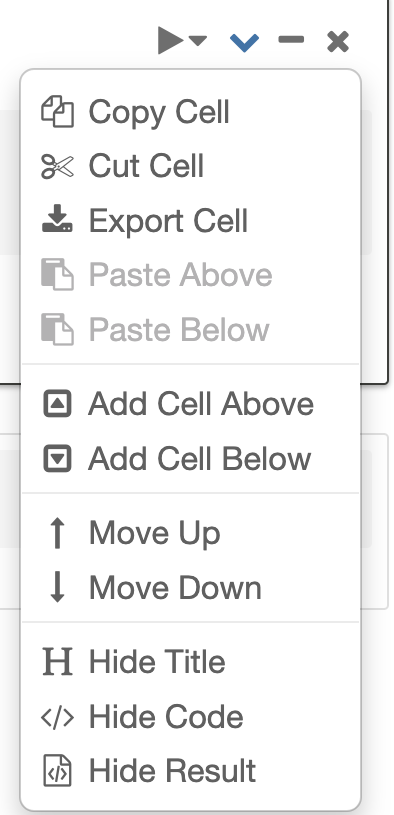 Copy Cell
Cut Cell
Export Cell
Paste Above
Paste Below
Add Cell Above
Add Cell Below
Move Up
Move Down
Hide Title
Hide Code
Hide Result